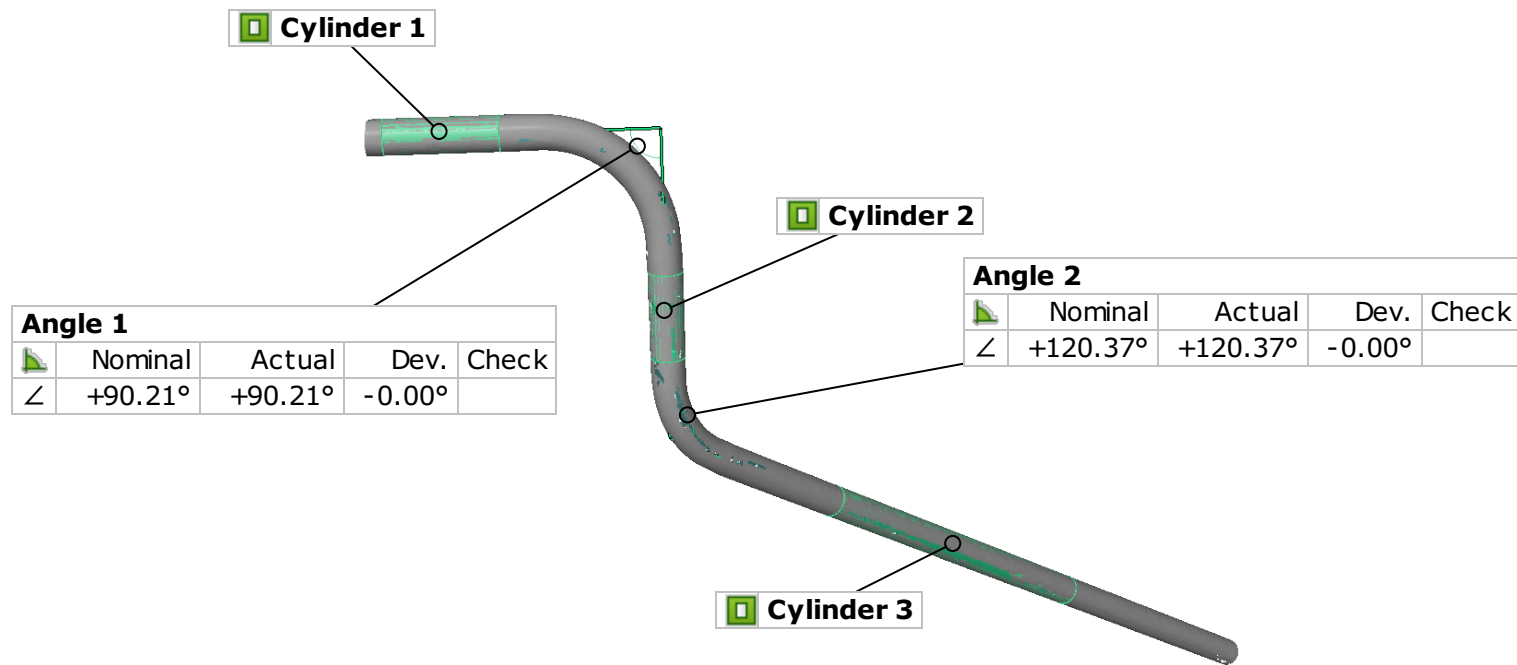 Cylinder 1
Cylinder 2
Angle 2
Nominal Actual Dev. Check
∠ +120.37° +120.37° -0.00°
Angle 1
Nominal Actual Dev. Check
∠ +90.21° +90.21° -0.00°
Cylinder 3